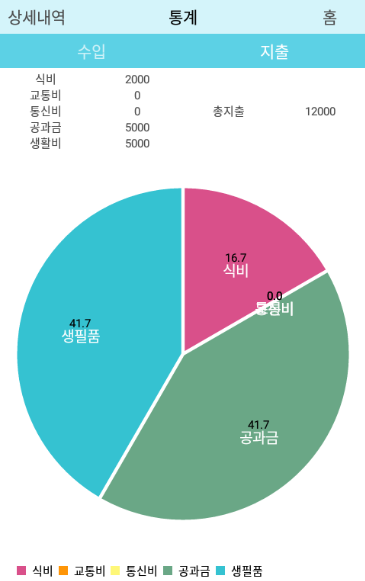 상세내역 통계 홈
수입 지출
식비 2000
교통비 0
통신비 0 총지출 12000
공과금 5000
생활비 5000
16.7
식비
0.0
41.7
생필품
41.7
공과금
식비 교통비 통신비 공과금 생필품